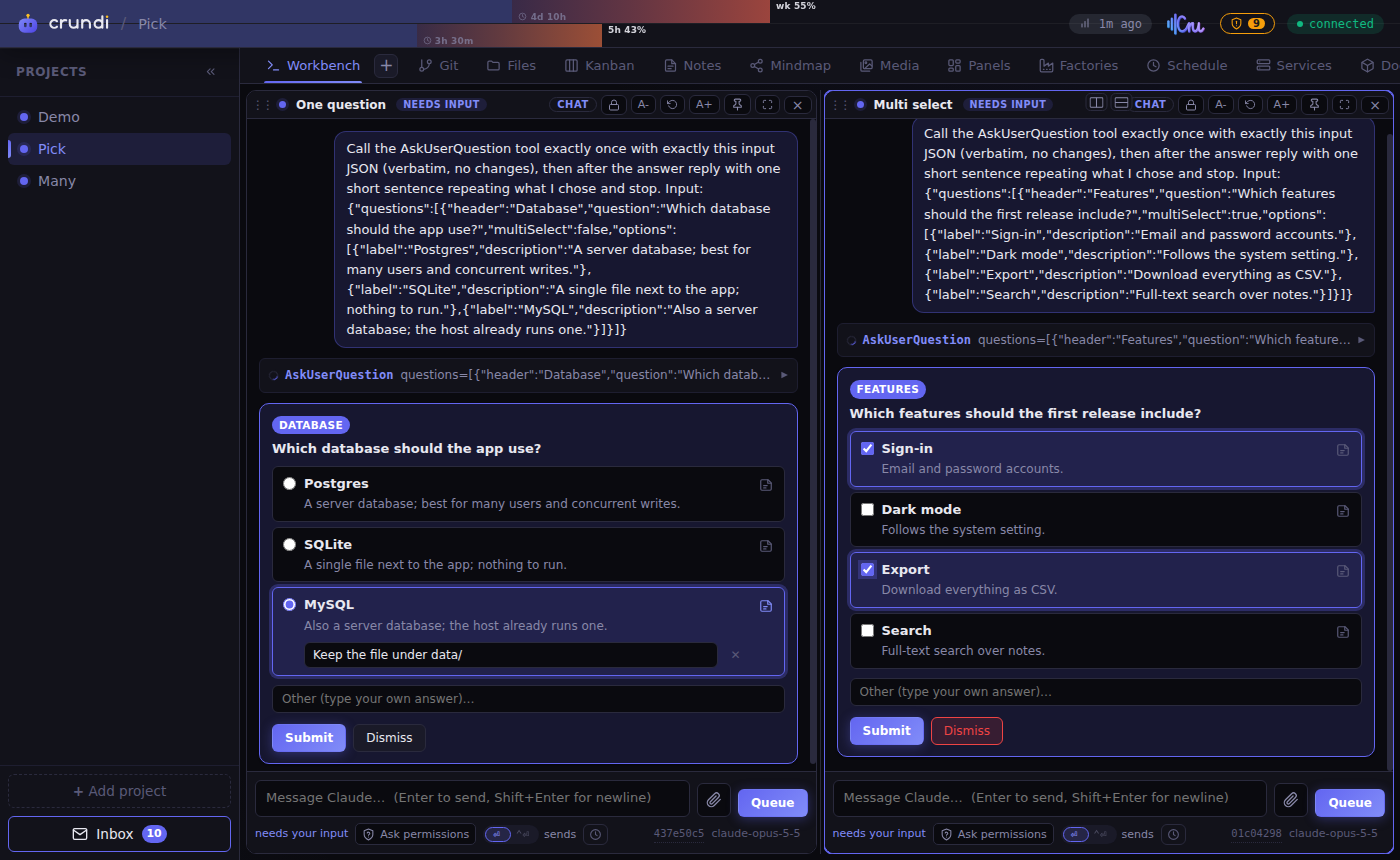 crundi / Pick
4d 10h
wk 55%
3h 30m
5h 43%
1m ago
Cru
9
connected
PROJECTS
«
Demo
Pick
Many
+ Add project
Inbox 10
Workbench
+
Git
Files
Kanban
Notes
Mindmap
Media
Panels
Factories
Schedule
Services
Do
One question NEEDS INPUT CHAT A- A+ ×
Call the AskUserQuestion tool exactly once with exactly this input
JSON (verbatim, no changes), then after the answer reply with one
short sentence repeating what I chose and stop. Input:
{"questions":[{"header":"Database","question":"Which database
should the app use?","multiSelect":false,"options":
[{"label":"Postgres","description":"A server database; best for
many users and concurrent writes."},
{"label":"SQLite","description":"A single file next to the app;
nothing to run."},{"label":"MySQL","description":"Also a server
database; the host already runs one."}]}]}
AskUserQuestion questions=[{"header":"Database","question":"Which datab…
DATABASE
Which database should the app use?
Postgres
A server database; best for many users and concurrent writes.
SQLite
A single file next to the app; nothing to run.
MySQL
Also a server database; the host already runs one.
Keep the file under data/ ×
Other (type your own answer)…
Submit Dismiss
Message Claude… (Enter to send, Shift+Enter for newline)
Queue
needs your input Ask permissions sends 437e50c5 claude-opus-5-5
Multi select NEEDS INPUT CHAT A- A+ ×
Call the AskUserQuestion tool exactly once with exactly this input
JSON (verbatim, no changes), then after the answer reply with one
short sentence repeating what I chose and stop. Input:
{"questions":[{"header":"Features","question":"Which features
should the first release include?","multiSelect":true,"options":
[{"label":"Sign-in","description":"Email and password accounts."},
{"label":"Dark mode","description":"Follows the system setting."},
{"label":"Export","description":"Download everything as CSV."},
{"label":"Search","description":"Full-text search over notes."}]}]}
AskUserQuestion questions=[{"header":"Features","question":"Which feature…
FEATURES
Which features should the first release include?
Sign-in
Email and password accounts.
Dark mode
Follows the system setting.
Export
Download everything as CSV.
Search
Full-text search over notes.
Other (type your own answer)…
Submit Dismiss
Message Claude… (Enter to send, Shift+Enter for newline)
Queue
needs your input Ask permissions sends 01c04298 claude-opus-5-5